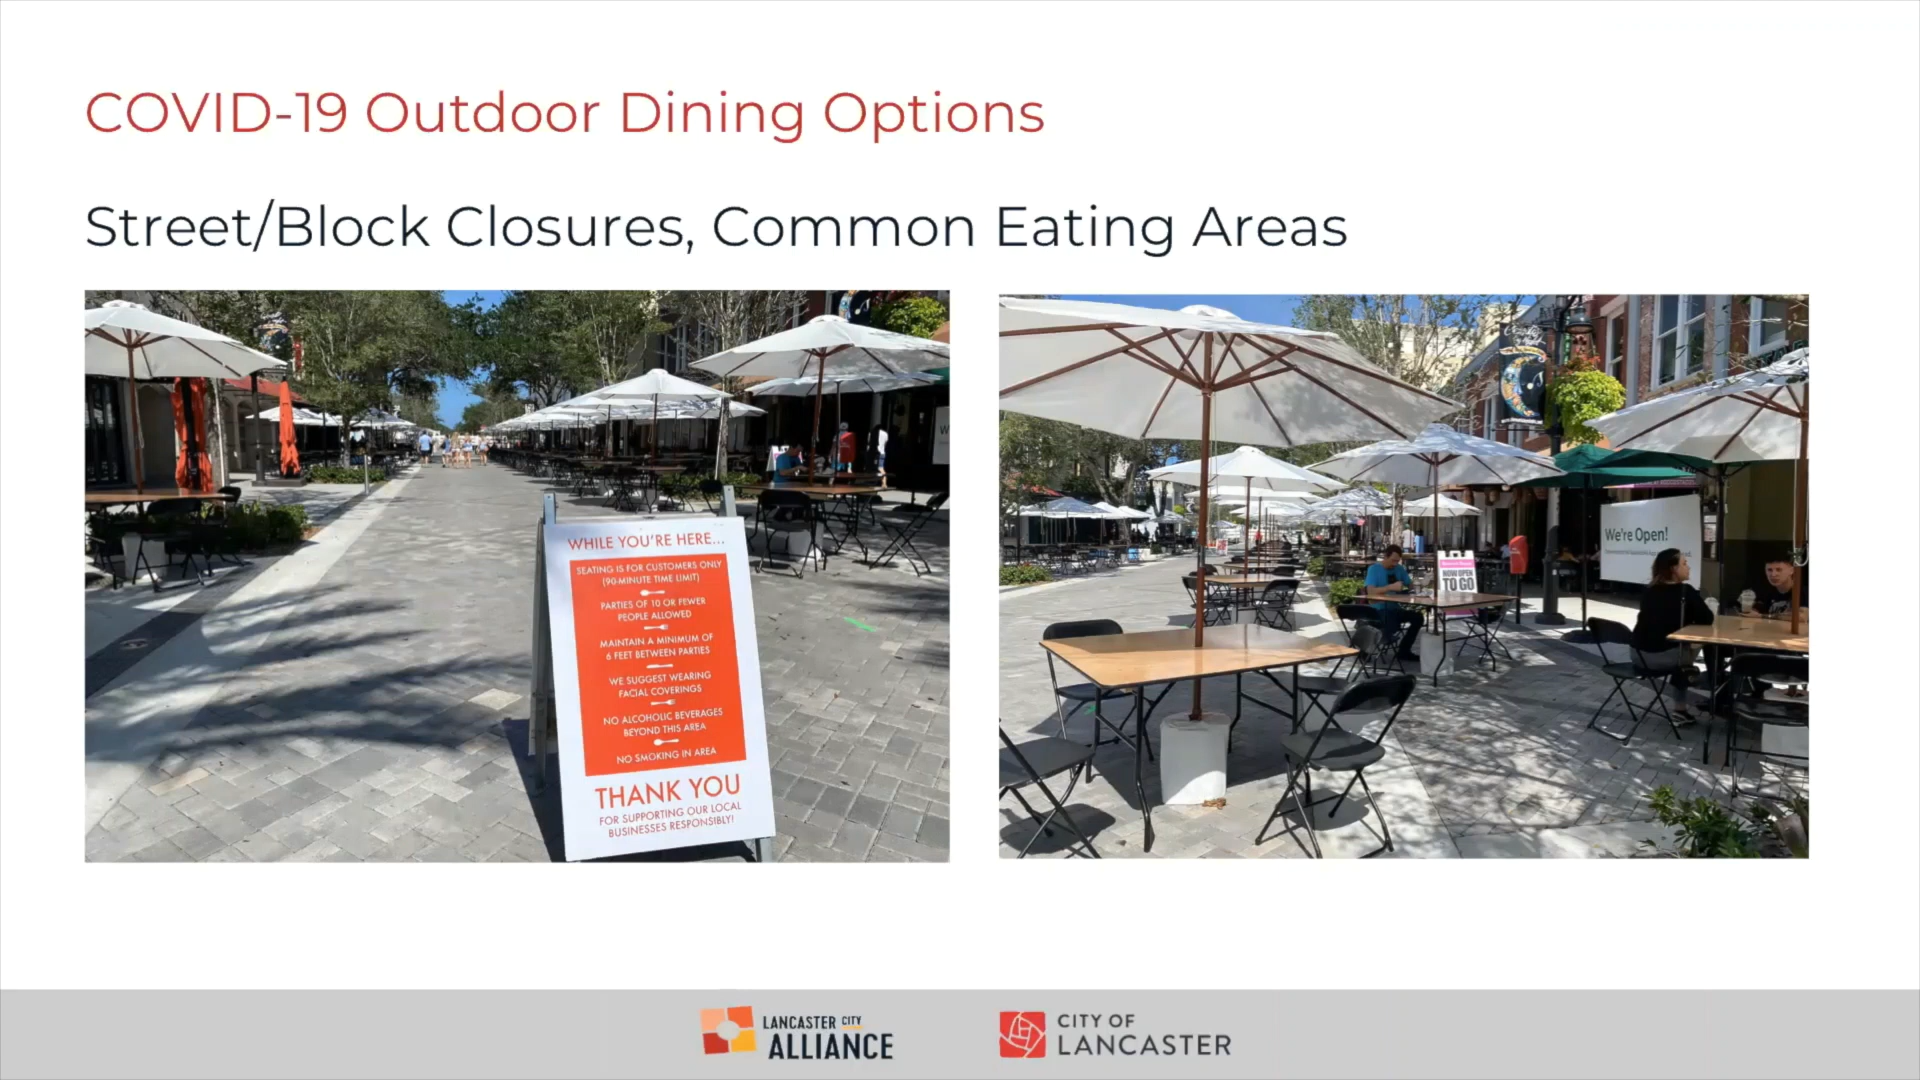 COVID-19 Outdoor Dining Options
Street/Block Closures, Common Eating Areas
WHILE YOU'RE HERE...
SEATING IS FOR CUSTOMERS ONLY
(90-MINUTE TIME LIMIT)
PARTIES OF 10 OR FEWER
PEOPLE ALLOWED
MAINTAIN A MINIMUM OF
6 FEET BETWEEN PARTIES
WE SUGGEST WEARING
FACIAL COVERINGS
NO ALCOHOLIC BEVERAGES
BEYOND THIS AREA
NO SMOKING IN AREA
THANK YOU
FOR SUPPORTING OUR LOCAL
BUSINESSES RESPONSIBLY!
We're Open!
NOW OPEN
TO GO
LANCASTER CITY
ALLIANCE
CITY OF
LANCASTER